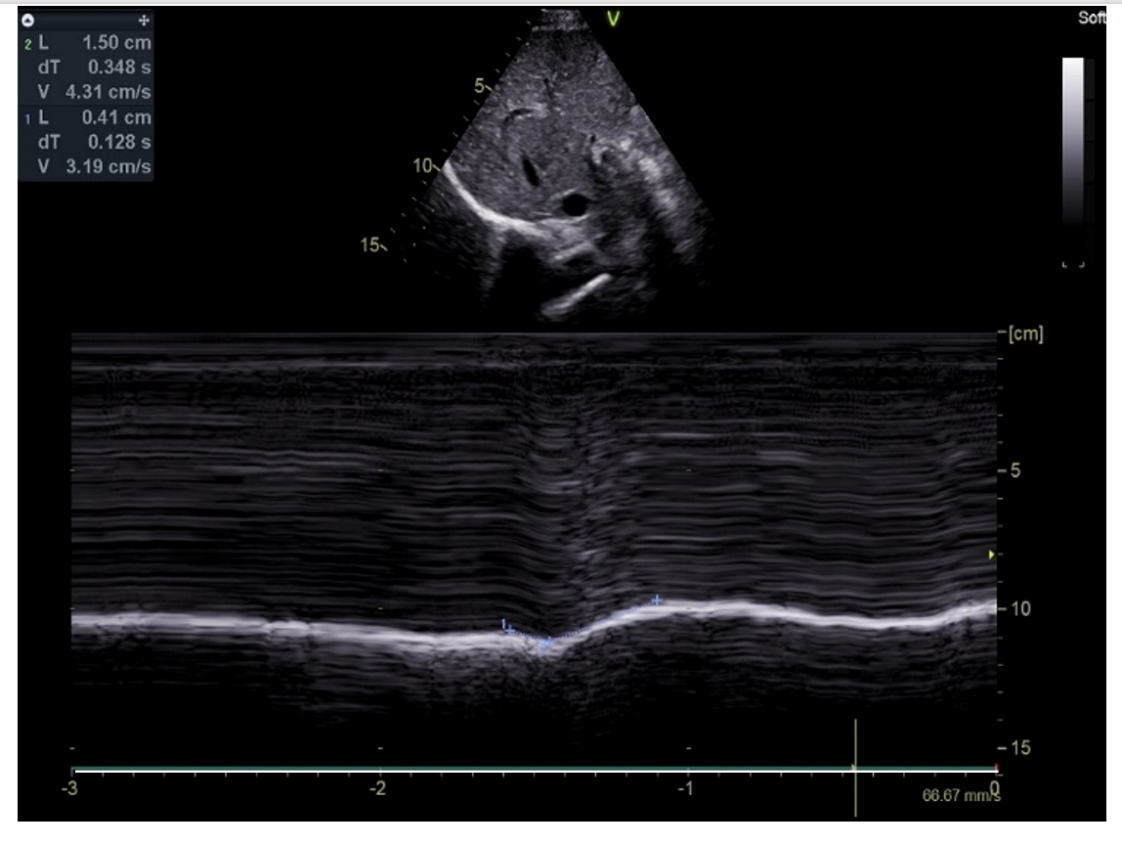 2 L 1.50 cm
dT 0.348 s
V 4.31 cm/s
1 L 0.41 cm
dT 0.128 s
V 3.19 cm/s
V
Soft
5
10
15
[cm]
5
10
15
-3 -2 -1 0
66.67 mm/s